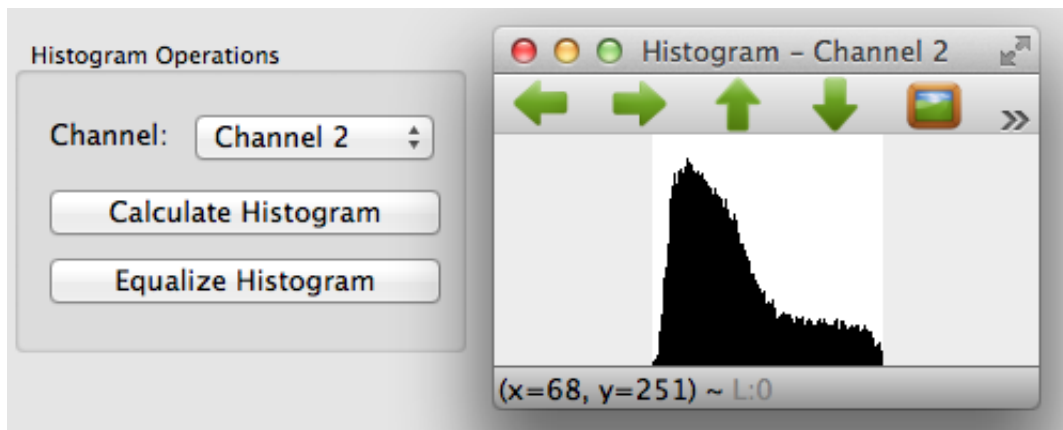 Histogram Operations
Channel:
Channel 2
Calculate Histogram
Equalize Histogram
Histogram – Channel 2
(x=68, y=251) ~ L:0